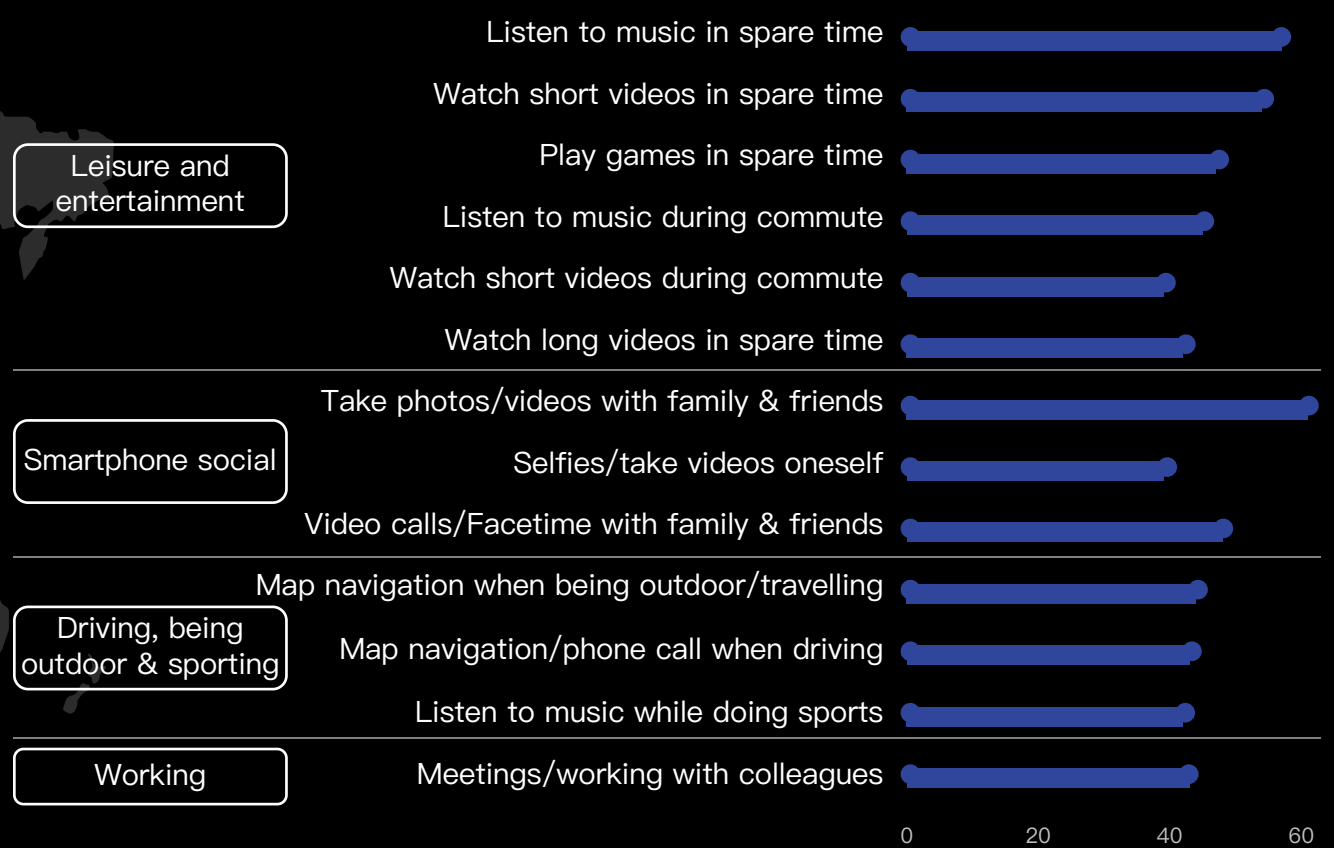 Listen to music in spare time
Watch short videos in spare time
Leisure and
entertainment
Play games in spare time
Listen to music during commute
Watch short videos during commute
Watch long videos in spare time
Take photos/videos with family & friends
Smartphone social
Selfies/take videos oneself
Video calls/Facetime with family & friends
Map navigation when being outdoor/travelling
Driving, being
outdoor & sporting
Map navigation/phone call when driving
Listen to music while doing sports
Working
Meetings/working with colleagues
0 20 40 60